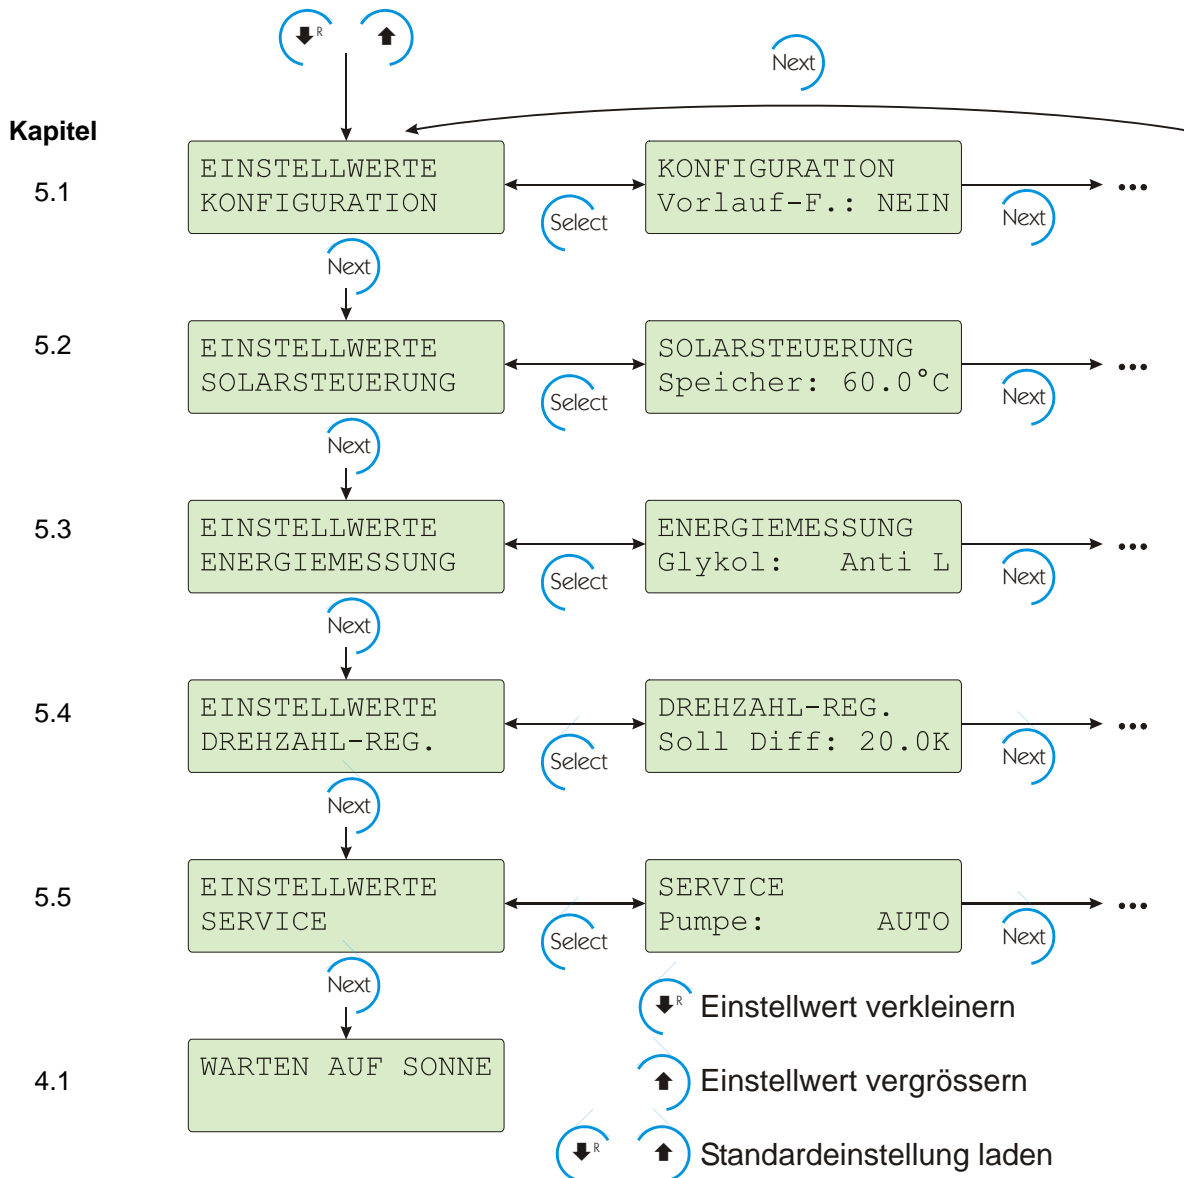 R
Next
Kapitel
5.1
EINSTELLWERTE
KONFIGURATION
Select
KONFIGURATION
Vorlauf-F.: NEIN
Next
...
Next
5.2
EINSTELLWERTE
SOLARSTEUERUNG
Select
SOLARSTEUERUNG
Speicher: 60.0°C
Next
...
Next
5.3
EINSTELLWERTE
ENERGIEMESSUNG
Select
ENERGIEMESSUNG
Glykol: Anti L
Next
...
Next
5.4
EINSTELLWERTE
DREHZAHL-REG.
Select
DREHZAHL-REG.
Soll Diff: 20.0K
Next
...
Next
5.5
EINSTELLWERTE
SERVICE
Select
SERVICE
Pumpe: AUTO
Next
...
Next
4.1
WARTEN AUF SONNE
R Einstellwert verkleinern
Einstellwert vergrössern
R Standardeinstellung laden